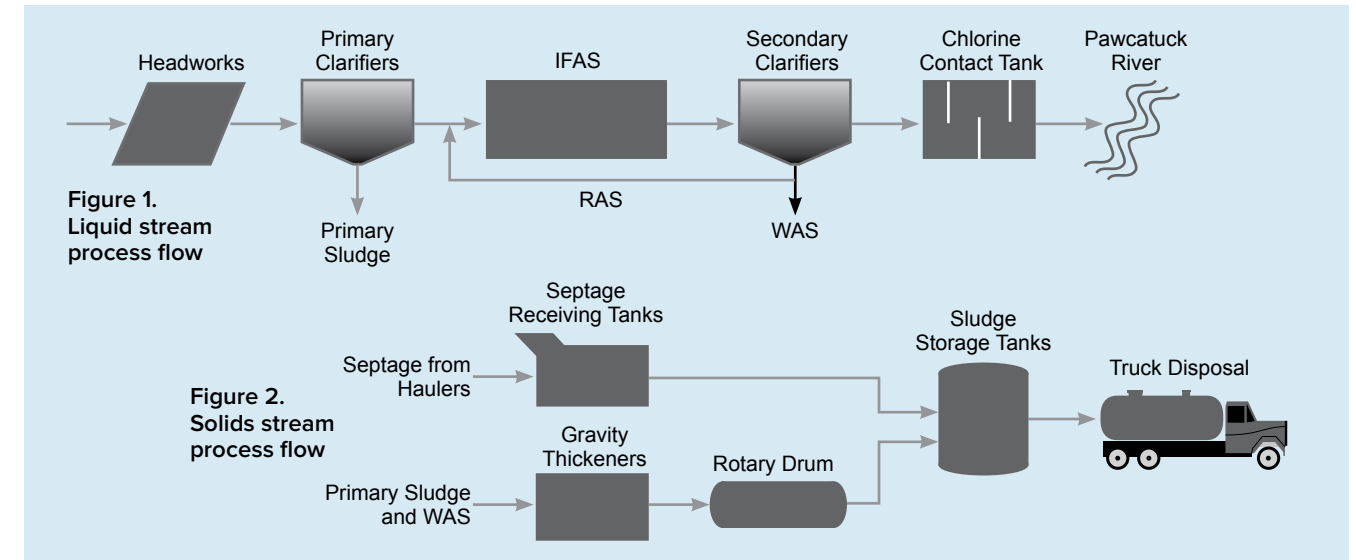 Headworks
Primary
Clarifiers
IFAS
Secondary
Clarifiers
Chlorine
Contact Tank
Pawcatuck
River
Figure 1.
Liquid stream
process flow
Primary
Sludge
RAS
WAS
Septage
Receiving Tanks
Septage from
Haulers
Sludge
Storage Tanks
Truck Disposal
Figure 2.
Solids stream
process flow
Gravity
Thickeners
Rotary Drum
Primary Sludge
and WAS